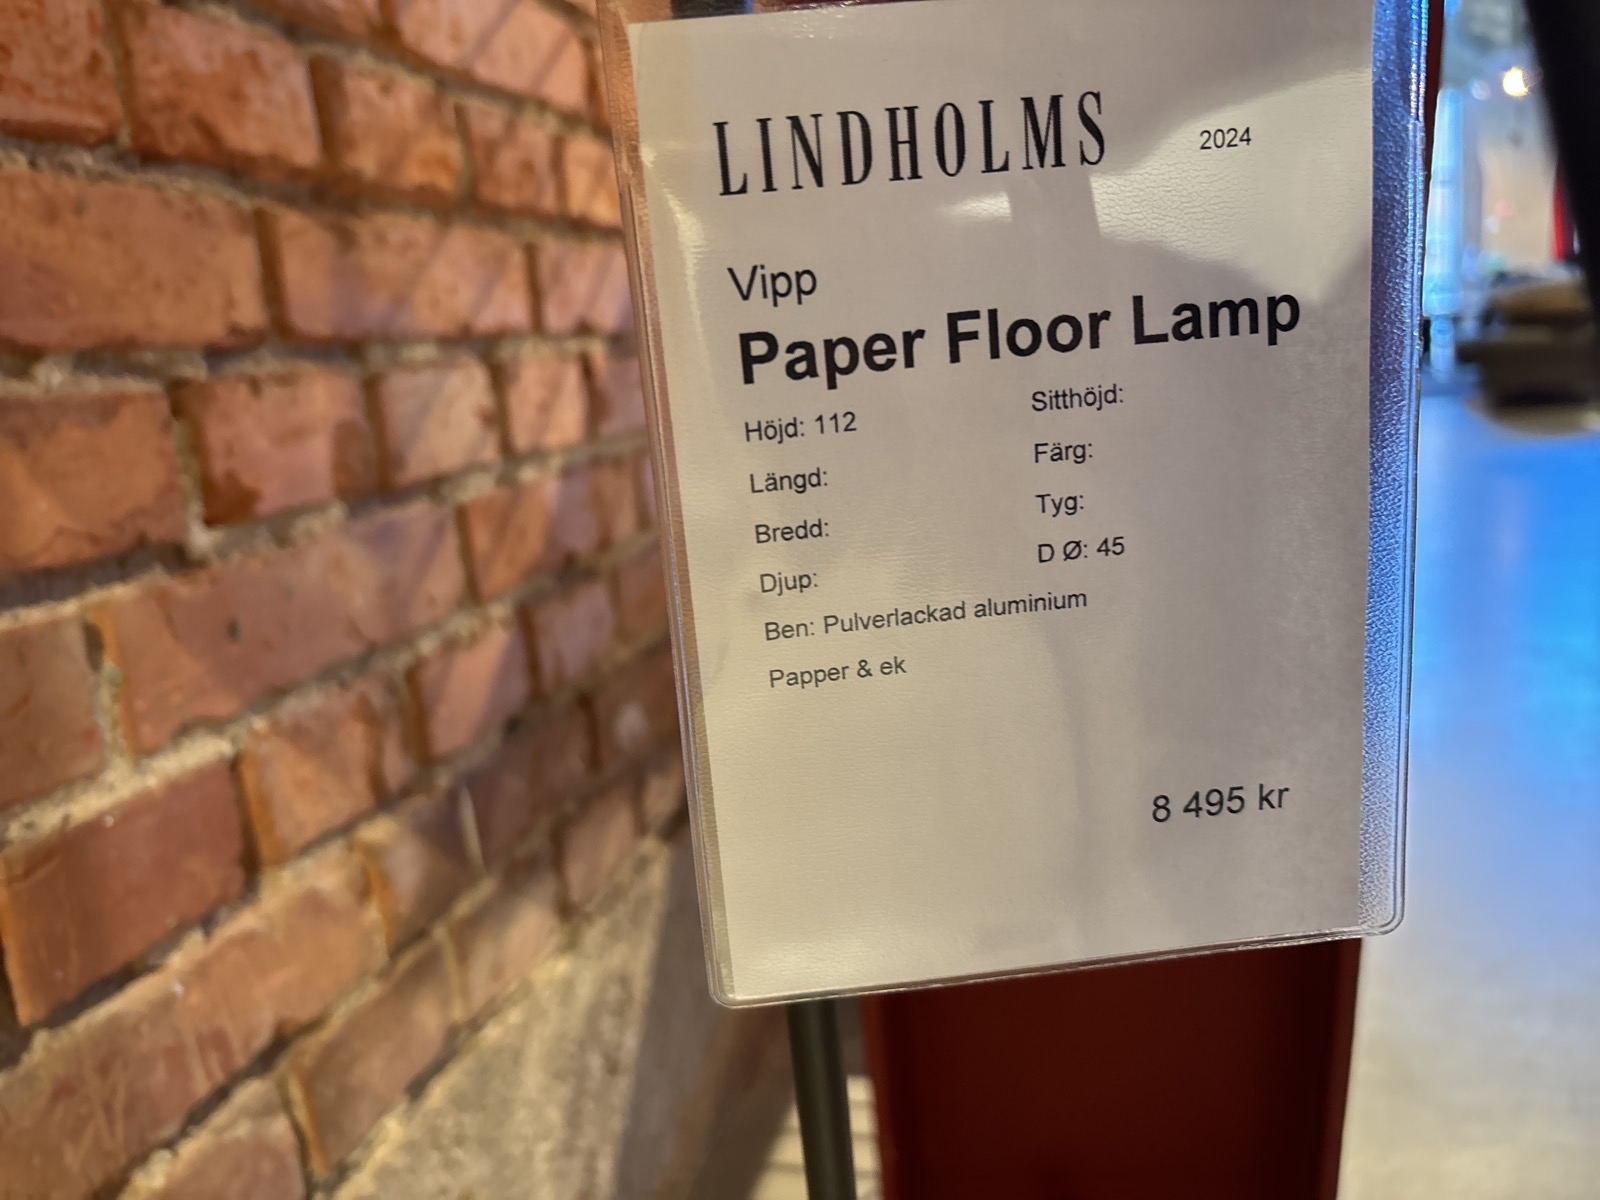 LINDHOLMS 2024
Vipp
Paper Floor Lamp
Höjd: 112
Sitthöjd:
Längd:
Färg:
Bredd:
Tyg:
Djup:
D Ø: 45
Ben: Pulverlackad aluminium
Papper & ek
8 495 kr